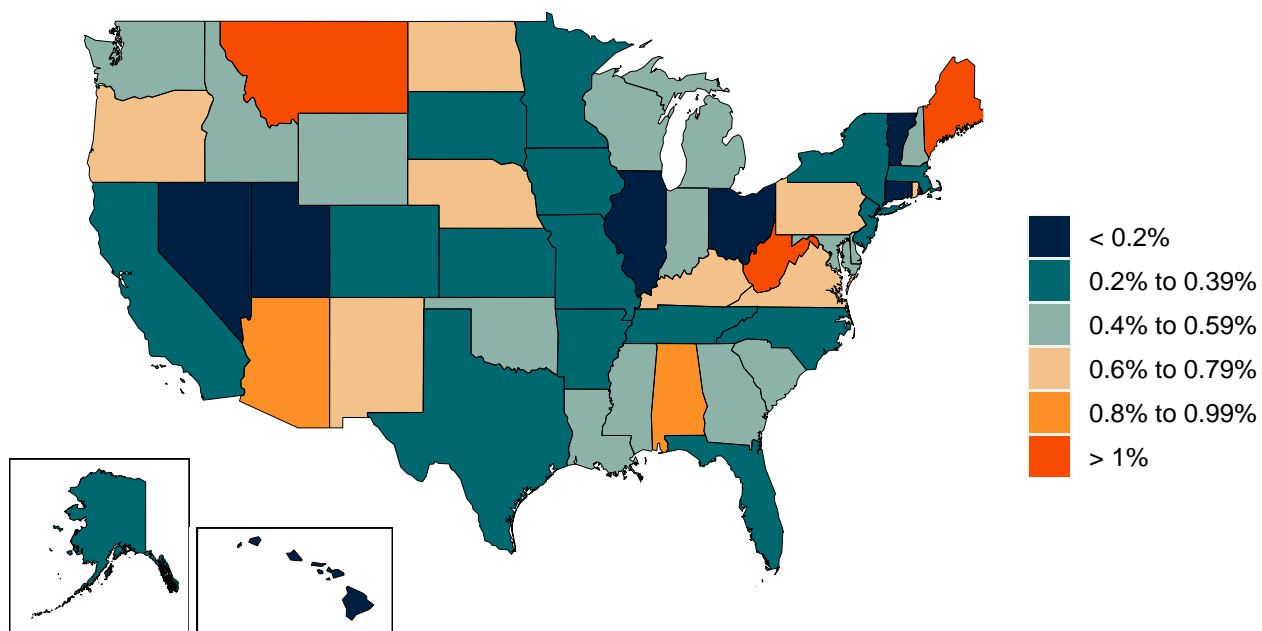 < 0.2%
0.2% to 0.39%
0.4% to 0.59%
0.6% to 0.79%
0.8% to 0.99%
> 1%